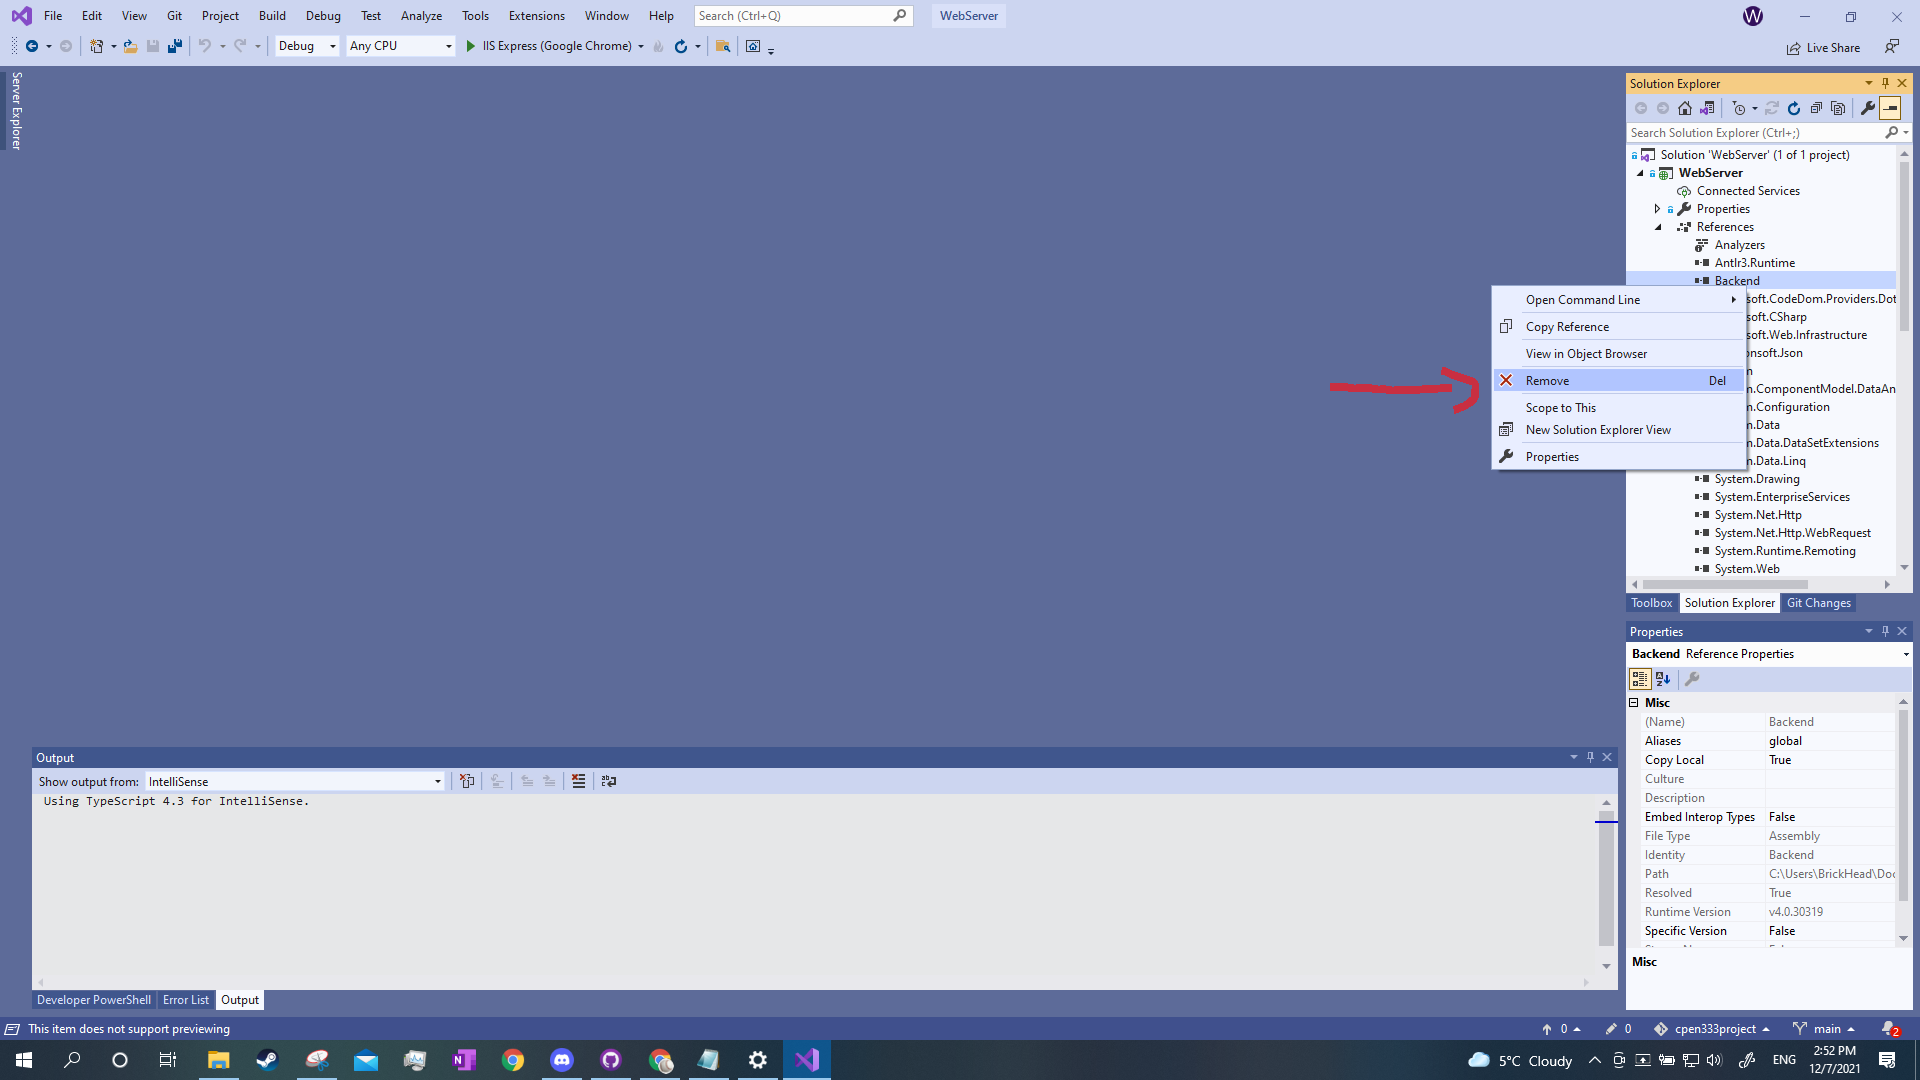 File Edit View Git Project Build Debug Test Analyze Tools Extensions Window Help Search (Ctrl+Q) WebServer W
Debug Any CPU IIS Express (Google Chrome) Live Share
Server Explorer
Solution Explorer
Search Solution Explorer (Ctrl+;)
Solution 'WebServer' (1 of 1 project)
WebServer
Connected Services
Properties
References
Analyzers
Antlr3.Runtime
Backend
soft.CodeDom.Providers.Dot
soft.CSharp
soft.Web.Infrastructure
onsoft.Json
n
n.ComponentModel.DataAn
n.Configuration
n.Data
n.Data.DataSetExtensions
n.Data.Linq
System.Drawing
System.EnterpriseServices
System.Net.Http
System.Net.Http.WebRequest
System.Runtime.Remoting
System.Web
Open Command Line
Copy Reference
View in Object Browser
Remove Del
Scope to This
New Solution Explorer View
Properties
Toolbox Solution Explorer Git Changes
Properties
Backend Reference Properties
Misc
(Name) Backend
Aliases global
Copy Local True
Culture
Description
Embed Interop Types False
File Type Assembly
Identity Backend
Path C:\Users\BrickHead\Doc
Resolved True
Runtime Version v4.0.30319
Specific Version False
Misc
Output
Show output from: IntelliSense
Using TypeScript 4.3 for IntelliSense.
Developer PowerShell Error List Output
This item does not support previewing 0 0 cpen333project main 2
5°C Cloudy ENG 2:52 PM
12/7/2021